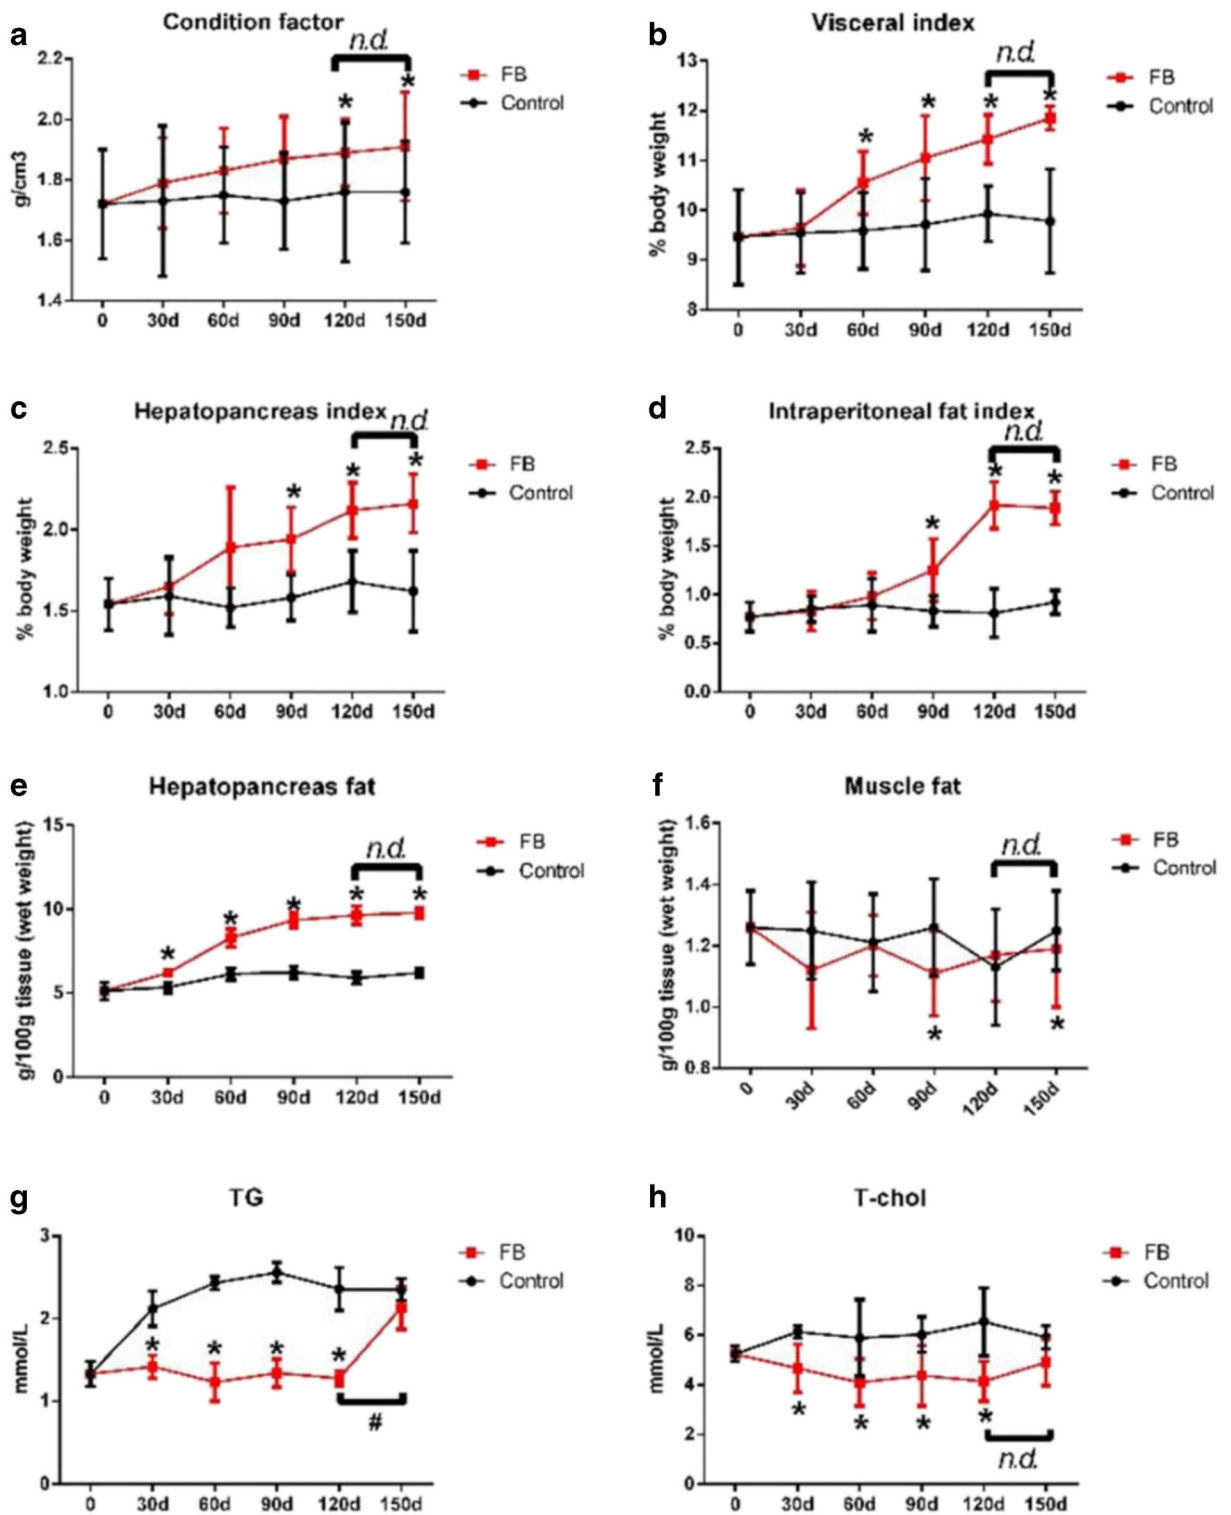 a
Condition factor
n.d.
g/cm3
2.2
2.0
1.8
1.6
1.4
* *
FB
Control
0 30d 60d 90d 120d 150d
b
Visceral index
n.d.
% body weight
13
12
11
10
9
8
* * * *
FB
Control
0 30d 60d 90d 120d 150d
c
Hepatopancreas index
n.d
% body weight
2.5
2.0
1.5
1.0
* * *
FB
Control
0 30d 60d 90d 120d 150d
d
Intraperitoneal fat index
n.d.
% body weight
2.5
2.0
1.5
1.0
0.5
0.0
* * *
FB
Control
0 30d 60d 90d 120d 150d
e
Hepatopancreas fat
n.d.
g/100g tissue (wet weight)
15
10
5
0
* * * * *
FB
Control
0 30d 60d 90d 120d 150d
f
Muscle fat
n.d.
g/100g tissue (wet weight)
1.6
1.4
1.2
1.0
0.8
* *
FB
Control
0 30d 60d 90d 120d 150d
g
TG
mmol/L
3
2
1
0
* * * *
#
FB
Control
0 30d 60d 90d 120d 150d
h
T-chol
mmol/L
10
8
6
4
2
0
* * * *
n.d.
FB
Control
0 30d 60d 90d 120d 150d